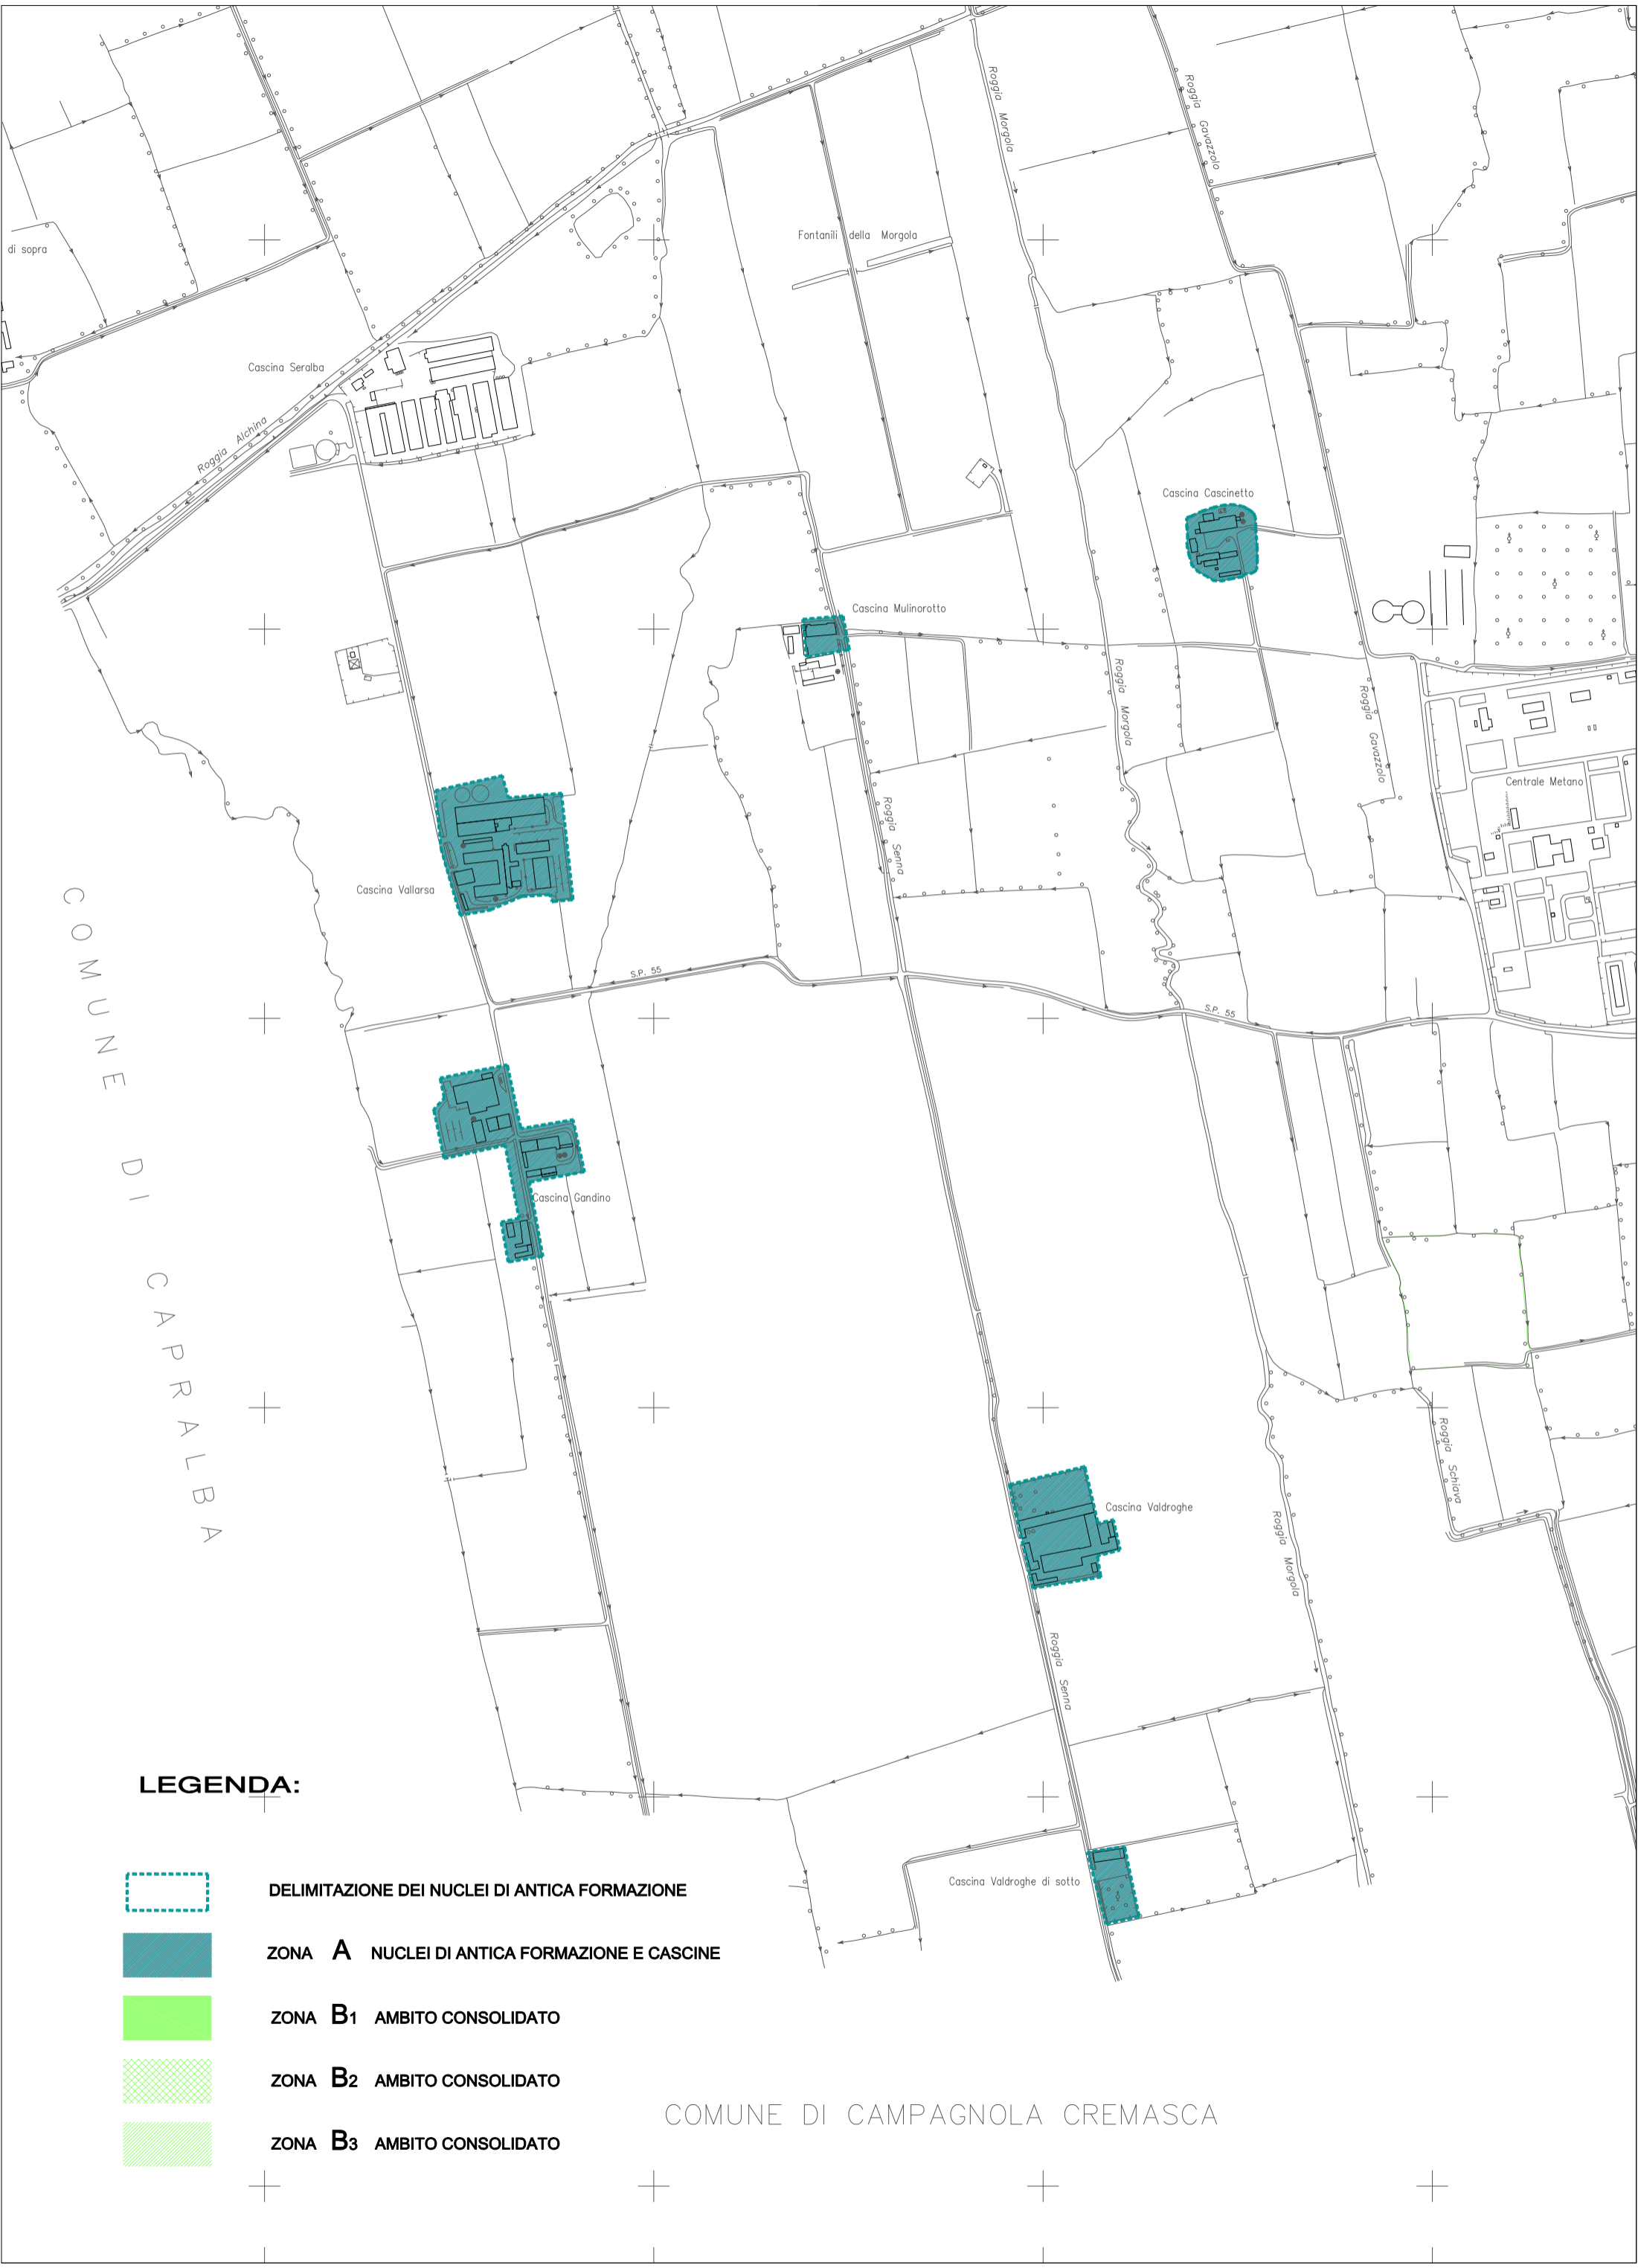 Roggia Morgola
Roggia Gavazzolo
di sopra
Fontanili della Morgola
Cascina Seralba
Roggia Alchina
Cascina Cascinetto
Cascina Mulinorotto
Roggia Morgola
Roggia Gavazzolo
Centrale Metano
Roggia Senna
Cascina Vallarsa
COMUNE DI CAPRALBA
S.P. 55
S.P. 55
Cascina Gandino
Roggia Schiava
Cascina Valdroghe
Roggia Morgola
Roggia Senna
LEGENDA:
Cascina Valdroghe di sotto
DELIMITAZIONE DEI NUCLEI DI ANTICA FORMAZIONE
ZONA A NUCLEI DI ANTICA FORMAZIONE E CASCINE
ZONA B1 AMBITO CONSOLIDATO
ZONA B2 AMBITO CONSOLIDATO
ZONA B3 AMBITO CONSOLIDATO
COMUNE DI CAMPAGNOLA CREMASCA